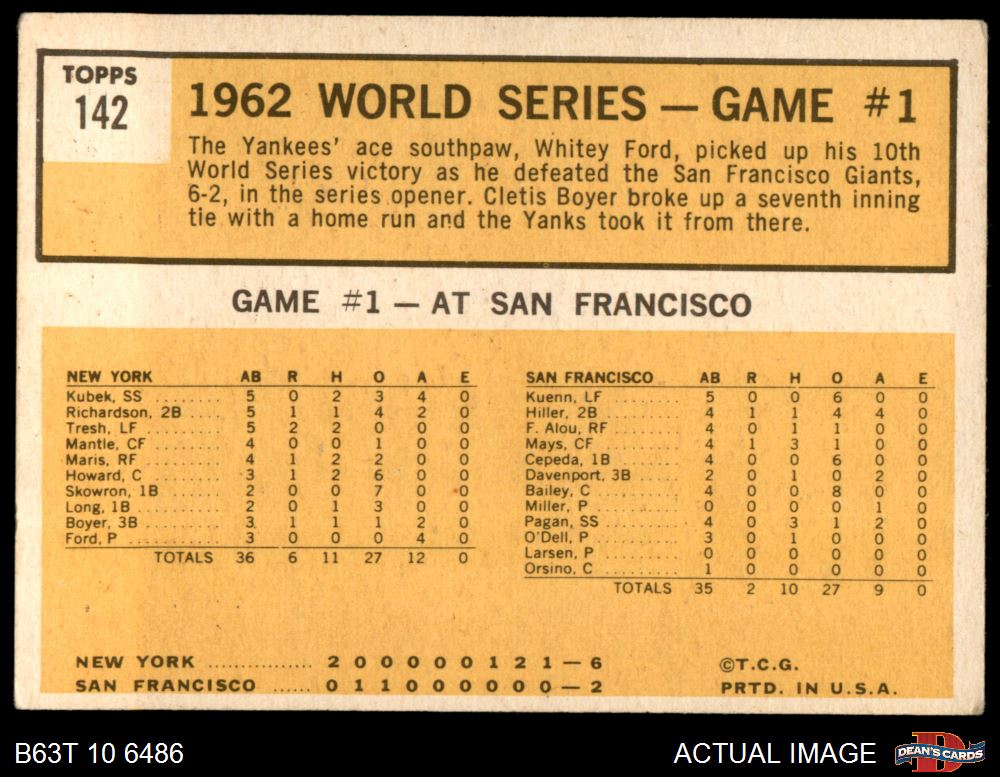 TOPPS
142
1962 WORLD SERIES — GAME #1
The Yankees' ace southpaw, Whitey Ford, picked up his 10th
World Series victory as he defeated the San Francisco Giants,
6-2, in the series opener. Cletis Boyer broke up a seventh inning
tie with a home run and the Yanks took it from there.
GAME #1 — AT SAN FRANCISCO
NEW YORK AB R H O A E
Kubek, SS ........ 5 0 2 3 4 0
Richardson, 2B ..... 5 1 1 4 2 0
Tresh, LF ......... 5 2 2 0 0 0
Mantle, CF ........ 4 0 0 1 0 0
Maris, RF ......... 4 1 2 2 0 0
Howard, C ........ 3 1 2 6 0 0
Skowron, 1B ....... 2 0 0 7 0 0
Long, 1B .......... 2 0 1 3 0 0
Boyer, 3B ......... 3 1 1 1 2 0
Ford, P ........... 3 0 0 0 4 0
TOTALS 36 6 11 27 12 0
SAN FRANCISCO AB R H O A E
Kuenn, LF ........ 5 0 0 6 0 0
Hiller, 2B ......... 4 1 1 4 4 0
F. Alou, RF ....... 4 0 1 1 0 0
Mays, CF ......... 4 1 3 1 0 0
Cepeda, 1B ....... 4 0 0 6 0 0
Davenport, 3B ..... 2 0 1 0 2 0
Bailey, C ......... 4 0 0 8 0 0
Miller, P .......... 0 0 0 0 1 0
Pagan, SS ........ 4 0 3 1 2 0
O'Dell, P ......... 3 0 1 0 0 0
Larsen, P ......... 0 0 0 0 0 0
Orsino, C ......... 1 0 0 0 0 0
TOTALS 35 2 10 27 9 0
NEW YORK ............... 2 0 0 0 0 0 1 2 1 — 6
SAN FRANCISCO ...... 0 1 1 0 0 0 0 0 0 — 2
©T.C.G.
PRTD. IN U.S.A.
B63T 10 6486
ACTUAL IMAGE
DEAN'S CARDS